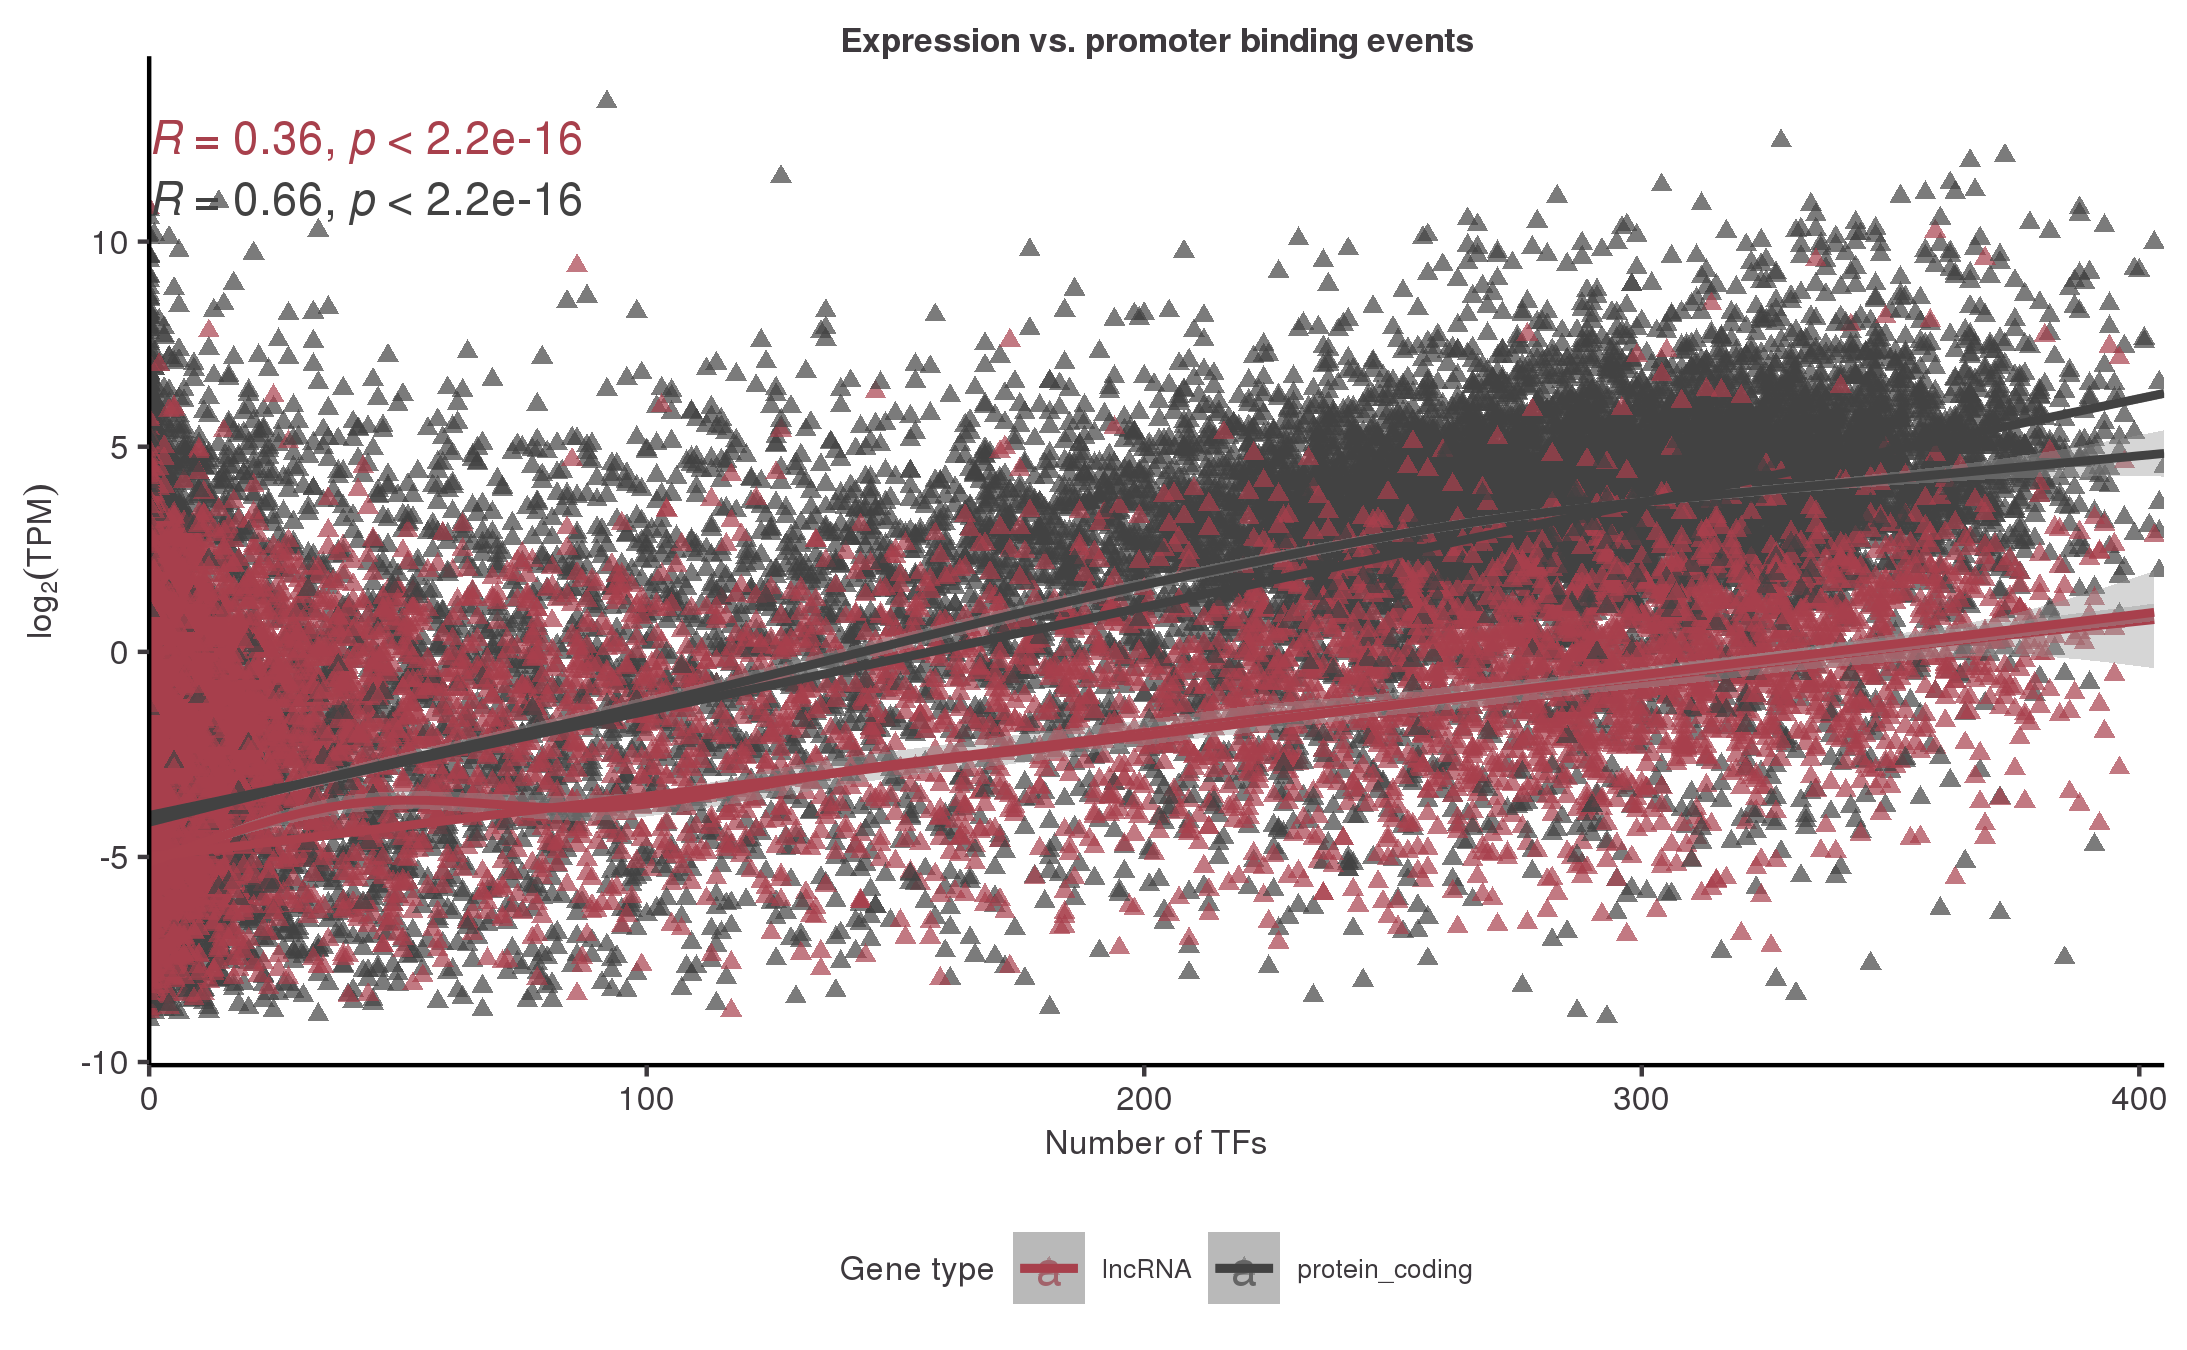 Expression vs. promoter binding events
R = 0.36, p < 2.2e-16
R = 0.66, p < 2.2e-16
log₂(TPM)
10
5
0
-5
-10
0 100 200 300 400
Number of TFs
Gene type a lncRNA a protein_coding